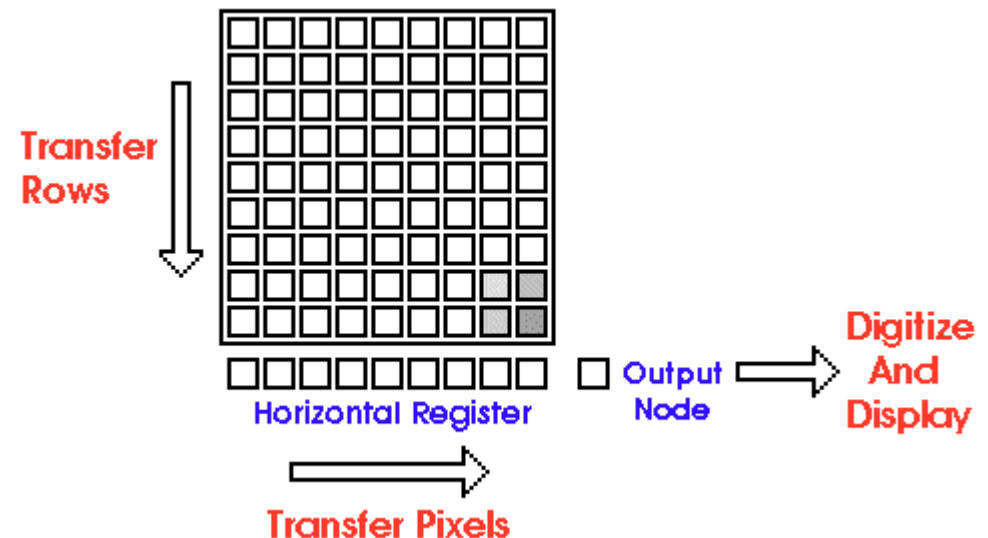 Transfer
Rows
Horizontal Register
Transfer Pixels
Output
Node
Digitize
And
Display